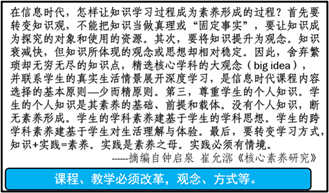 在信息时代，怎样让知识学习过程成为素养形成的过程？首先要
转变知识观，不能把知识当做真理或“固定事实”，要让知识成
为探究的对象和使用的资源。其次，要将知识提升为观念。知识
衰减快，但知识所体现的观念或思想却相对稳定。因此，舍弃繁
琐却无穷无尽的知识点，精选核心学科的大观念（big idea），
并联系学生的真实生活情景展开深度学习，是信息时代课程内容
选择的基本原则—少而精原则。第三，尊重学生的个人知识。学
生的个人知识是其素养的基础、前提和载体。没有个人知识，断
无素养形成。学生的学科素养建基于学生的学科思想。学生的跨
学科素养建基于学生对生活理解与体验。最后，要转变学习方式，
知识+实践=素养。实践是素养之母。实践必须有情境。
-----摘编自钟启泉 崔允漷《核心素养研究》
课程、教学必须改革，观念、方式等。